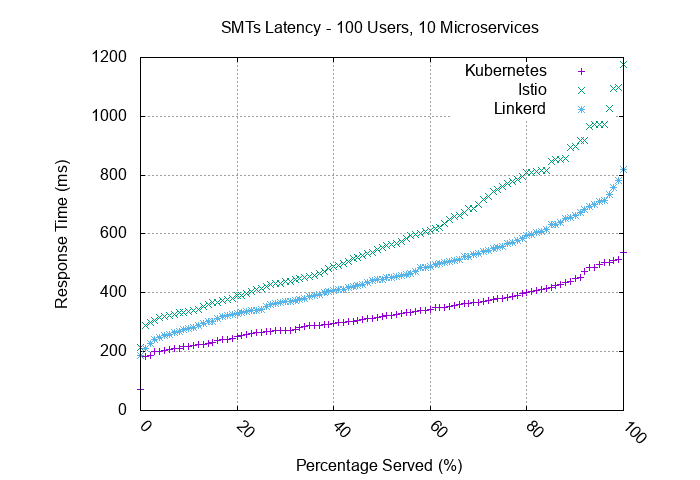 SMTs Latency - 100 Users, 10 Microservices
1200
1000
800
600
400
200
0
Response Time (ms)
Kubernetes
Istio
Linkerd
0 20 40 60 80 100
Percentage Served (%)